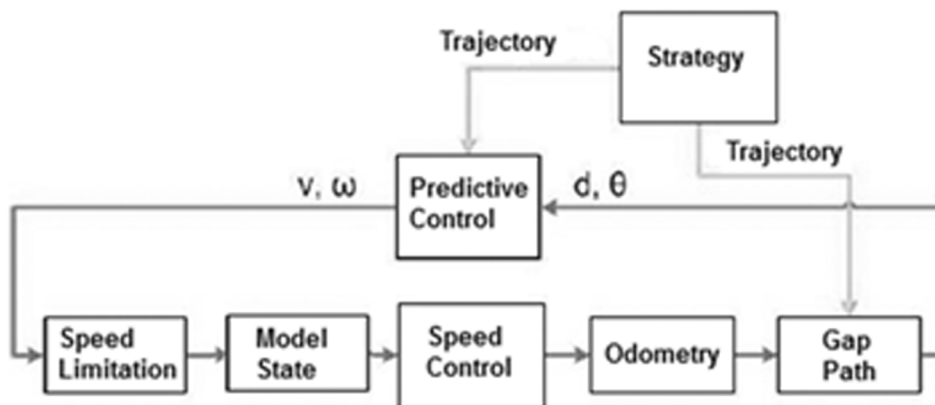 Trajectory
Strategy
Trajectory
v, ω
Predictive
Control
d, θ
Speed
Limitation
Model
State
Speed
Control
Odometry
Gap
Path